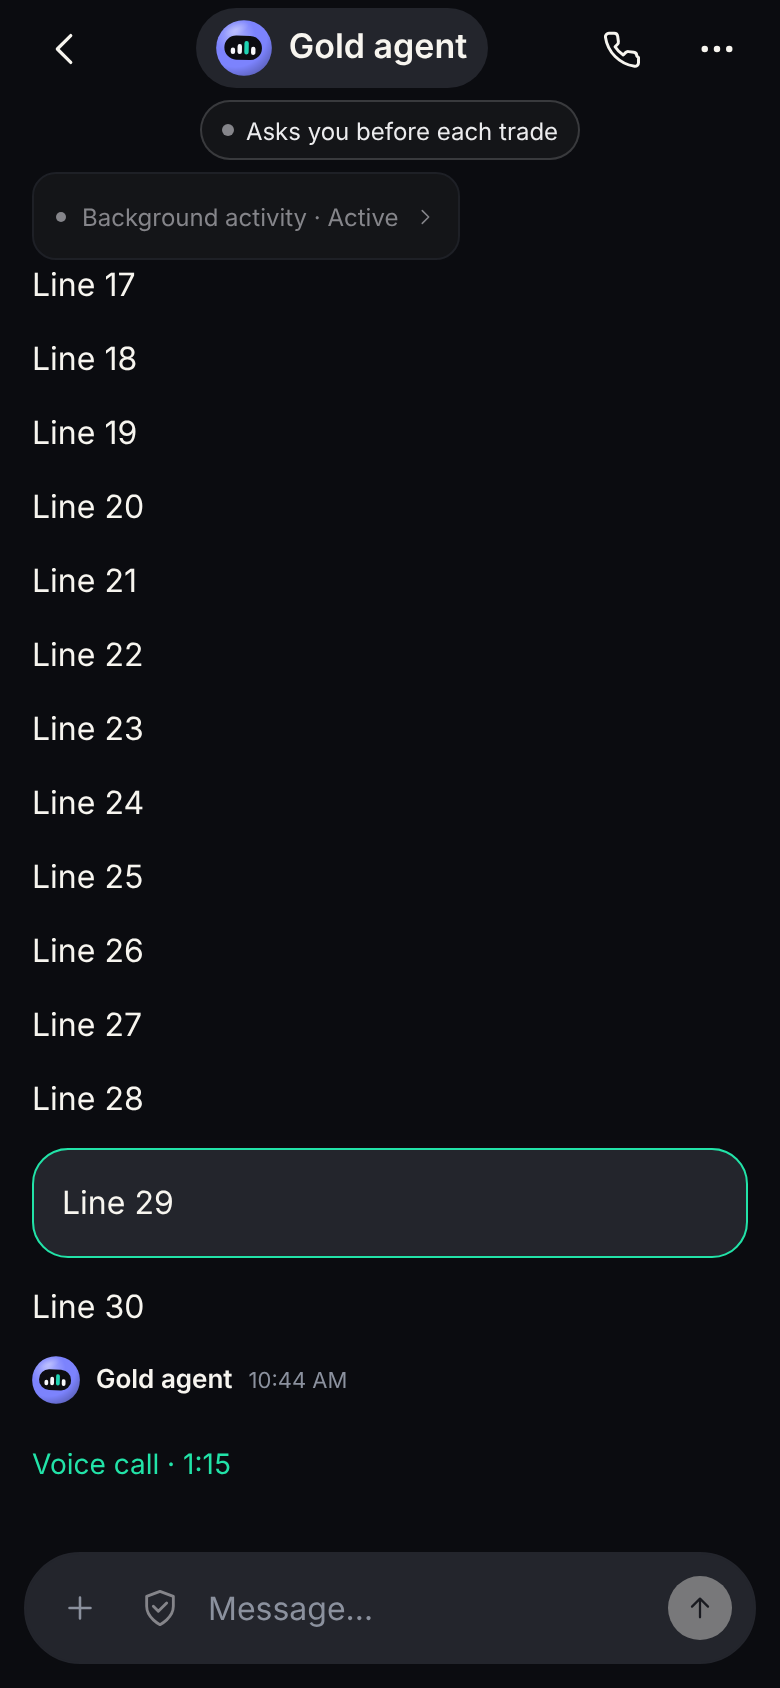 Gold agent
Asks you before each trade
Background activity · Active
Line 17
Line 18
Line 19
Line 20
Line 21
Line 22
Line 23
Line 24
Line 25
Line 26
Line 27
Line 28
Line 29
Line 30
Gold agent 10:44 AM
Voice call · 1:15
Message...